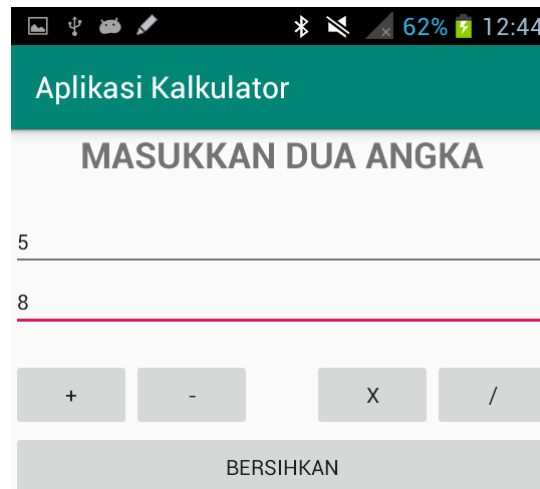 62% 12:44
Aplikasi Kalkulator
MASUKKAN DUA ANGKA
5
8
+ - X /
BERSIHKAN